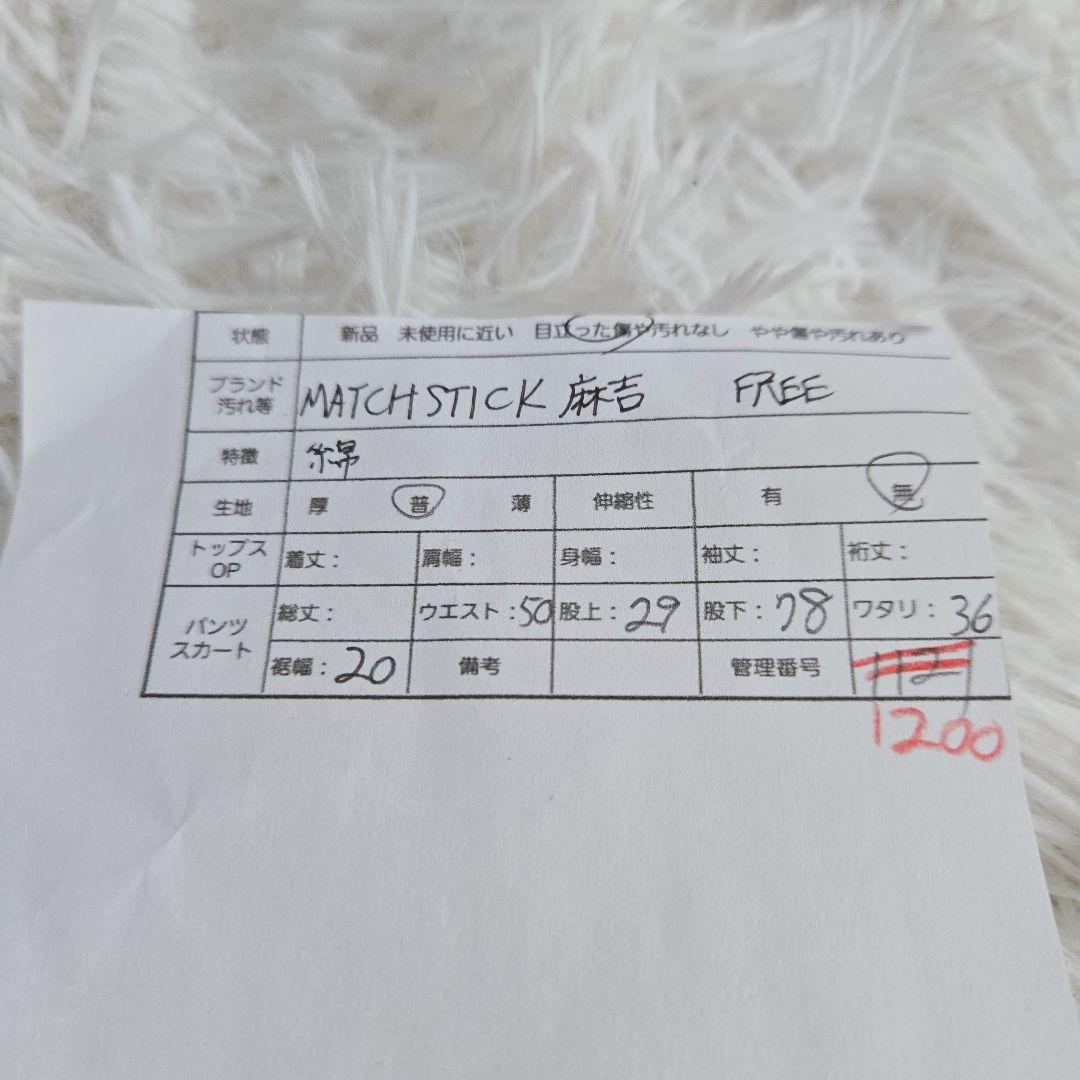 状態 新品 未使用に近い 目立った傷や汚れなし やや傷や汚れあり
ブランド 汚れ等 MATCHSTICK 麻吉 FREE
特徴 綿
生地 厚 普 薄 伸縮性 有 無
トップス OP 着丈： 肩幅： 身幅： 袖丈： 裄丈：
パンツ スカート 総丈： ウエスト：50 股上：29 股下：78 ワタリ：36
裾幅：20 備考 管理番号
1200